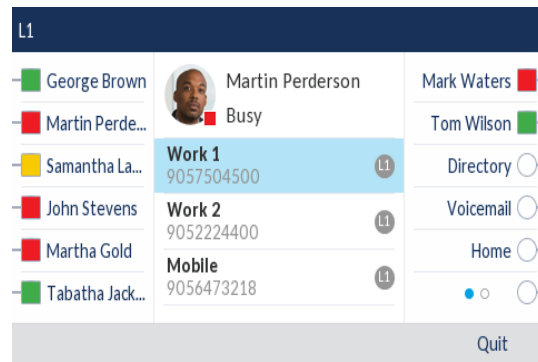 L1
George Brown
Martin Perde...
Samantha La...
John Stevens
Martha Gold
Tabatha Jack...
Martin Perderson
Busy
Work 1
9057504500
L1
Work 2
9052224400
L1
Mobile
9056473218
L1
Mark Waters
Tom Wilson
Directory
Voicemail
Home
Quit